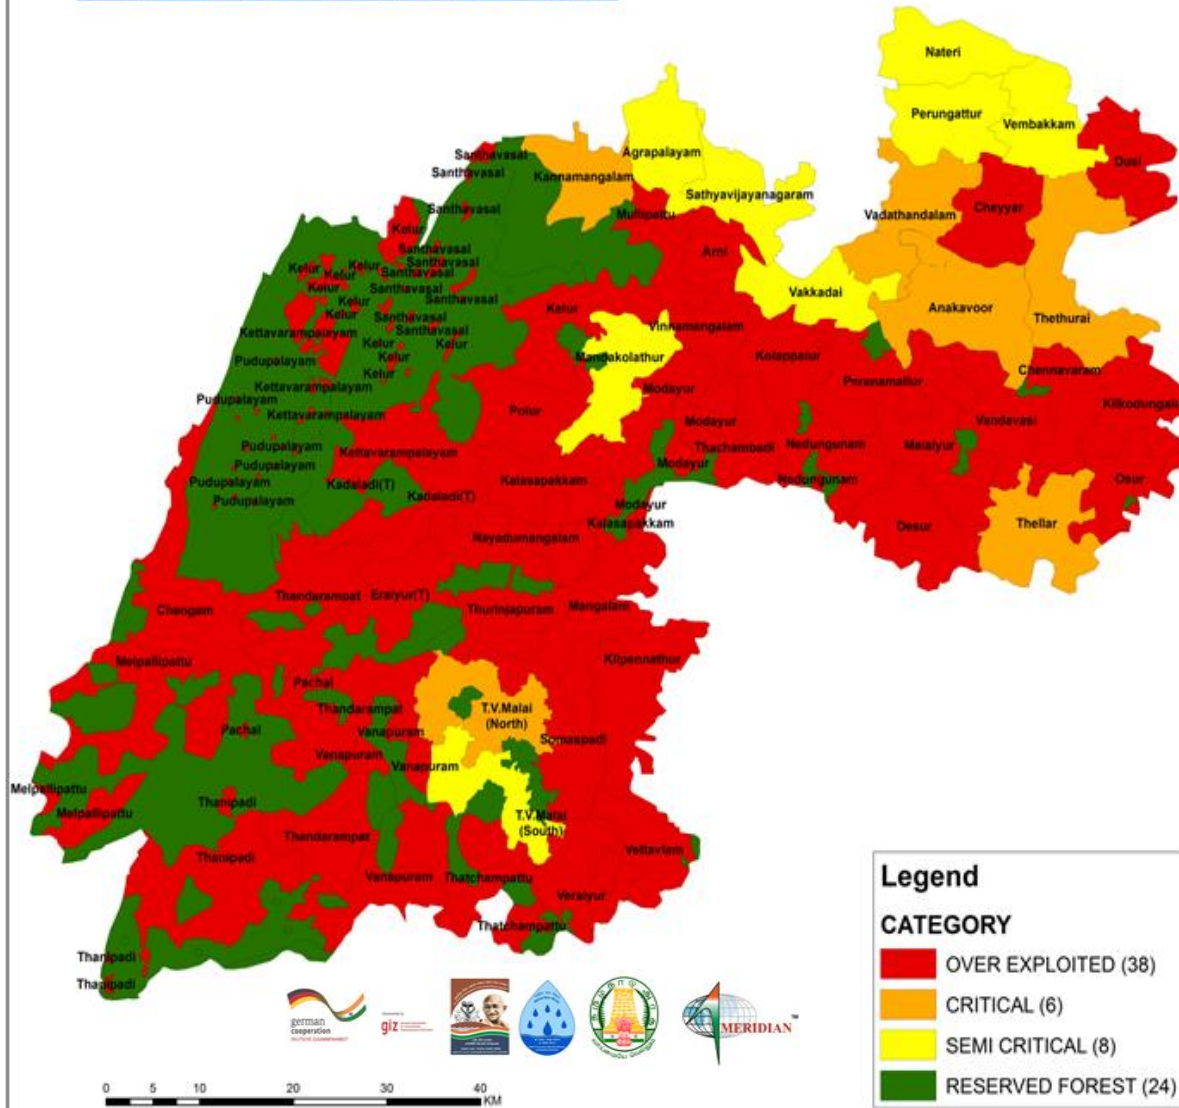 Nateri
Perungattur
Vembakkam
Dusi
Santhavasal
Santhavasal
Kannamangalam
Agrapalayam
Sathyavijayanagaram
Santhavasal
Mullipattu
Vadathandalam
Cheyyar
Kelur
Arni
Santhavasal
Santhavasal
Kelur
Kelur
Kelur
Santhavasal
Kelur
Santhavasal
Vakkadai
Kelur
Santhavasal
Kelur
Kelur
Santhavasal
Anakavoor
Thethurai
Kettavarampalayam
Santhavasal
Vinnamangalam
Kelur
Kelur
Pudupalayam
Kelur
Mandakolathur
Kolappalur
Kelur
Chennavaram
Kettavarampalayam
Modayur
Peranamallur
Pudupalayam
Kettavarampalayam
Polur
Modayur
Vandavasi
Pudupalayam
Kettavarampalayam
Thachambadi
Nedungunam
Malaiyur
Pudupalayam
Modayur
Pudupalayam
Kadaladi(T)
Kalasapakkam
Nedungunam
Osur
Pudupalayam
Kadaladi(T)
Modayur
Kalasapakkam
Desur
Thellar
Nayadumangalam
Chengam
Thandarampat
Eraiyur(T)
Thurinjapuram
Mangalam
Melpallipattu
Kilpennathur
Pachal
Thandarampat
T.V.Malai
(North)
Pachal
Vanapuram
Somaspadi
Vanapuram
Vanapuram
Melpallipattu
Melpallipattu
Thanipadi
T.V.Malai
(South)
Thandarampat
Thanipadi
Vettavlam
Vanapuram
Thatchampattu
Veraiyur
Thatchampattu
Thanipadi
Thanipadi
Legend
CATEGORY
OVER EXPLOITED (38)
CRITICAL (6)
SEMI CRITICAL (8)
RESERVED FOREST (24)
german
cooperation
giz
MERIDIAN
0 5 10 20 30 40
KM